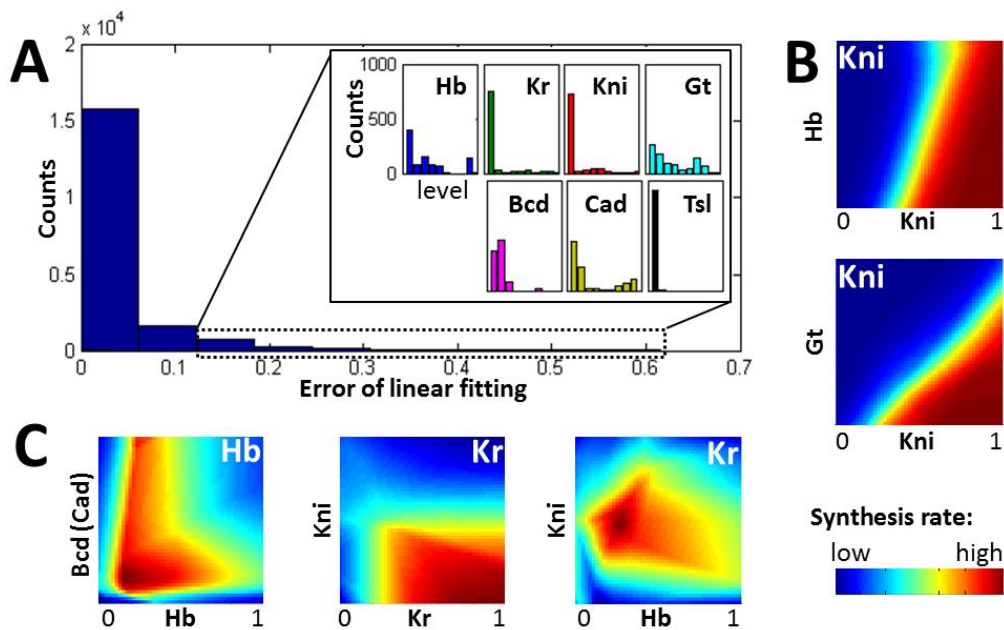 A
2 x 10^4
1.5
1
0.5
0
Counts
0 0.1 0.2 0.3 0.4 0.5 0.6 0.7
Error of linear fitting
1000
500
0
Counts
level
Hb Kr Kni Gt
Bcd Cad Tsl
B
Kni
Hb
0 Kni 1
Kni
Gt
0 Kni 1
Synthesis rate:
low high
C
Hb
Bcd (Cad)
0 Hb 1
Kr
Kni
0 Kr 1
Kr
Kni
0 Hb 1